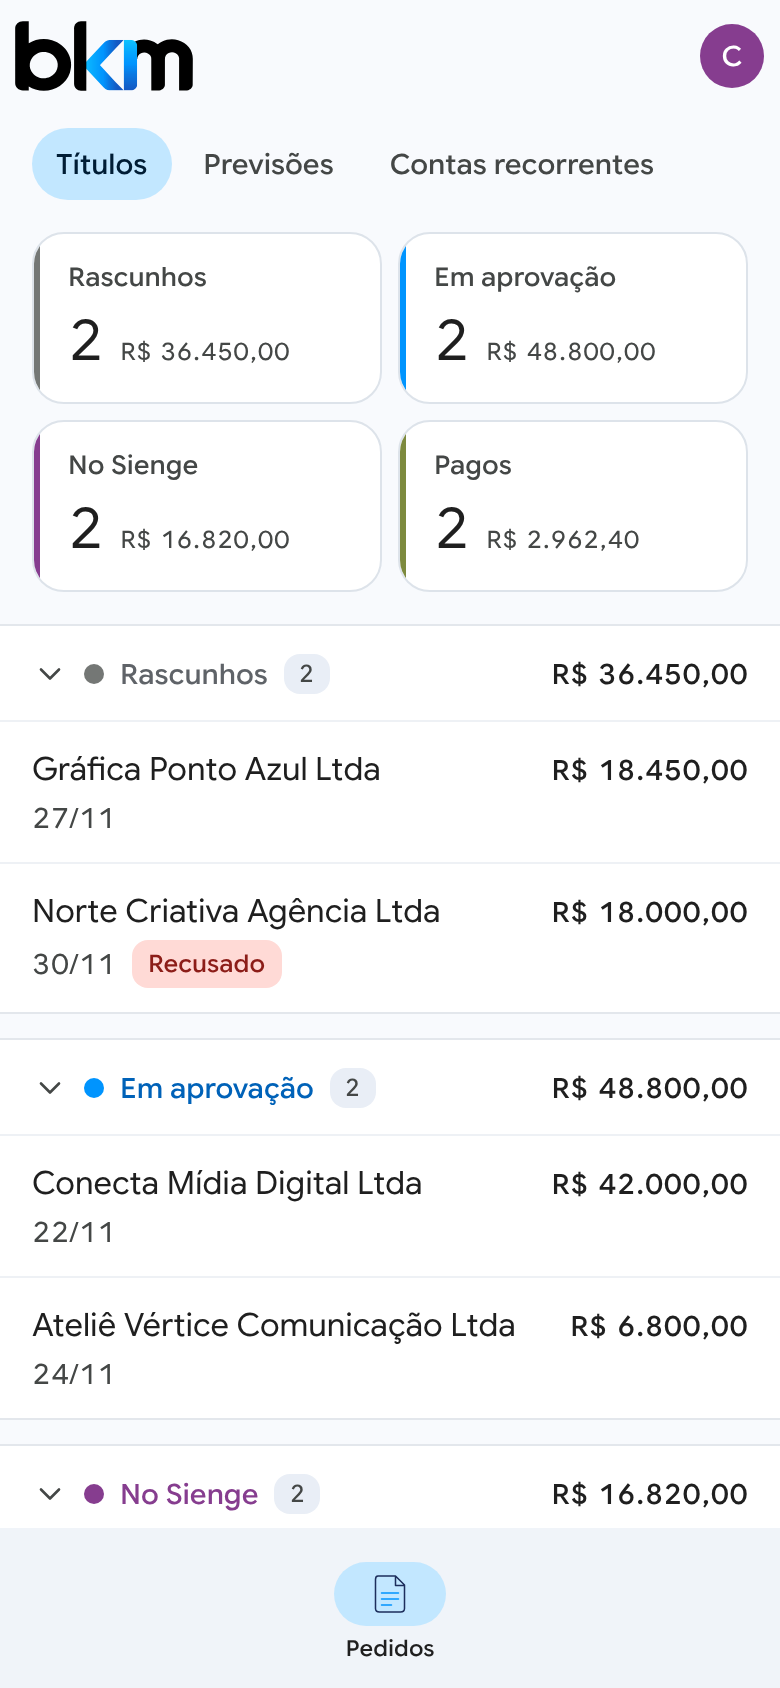 bkm
C
Títulos Previsões Contas recorrentes
Rascunhos
2 R$ 36.450,00
Em aprovação
2 R$ 48.800,00
No Sienge
2 R$ 16.820,00
Pagos
2 R$ 2.962,40
Rascunhos 2 R$ 36.450,00
Gráfica Ponto Azul Ltda R$ 18.450,00
27/11
Norte Criativa Agência Ltda R$ 18.000,00
30/11 Recusado
Em aprovação 2 R$ 48.800,00
Conecta Mídia Digital Ltda R$ 42.000,00
22/11
Ateliê Vértice Comunicação Ltda R$ 6.800,00
24/11
No Sienge 2 R$ 16.820,00
Pedidos